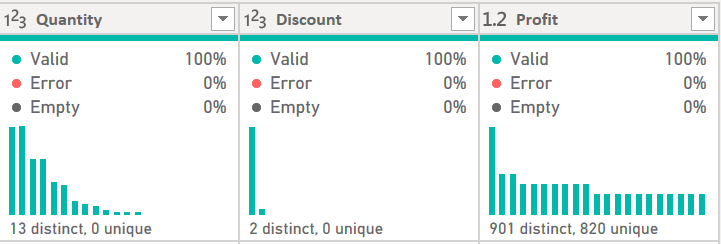 1²3 Quantity
Valid 100%
Error 0%
Empty 0%
13 distinct, 0 unique
1²3 Discount
Valid 100%
Error 0%
Empty 0%
2 distinct, 0 unique
1.2 Profit
Valid 100%
Error 0%
Empty 0%
901 distinct, 820 unique